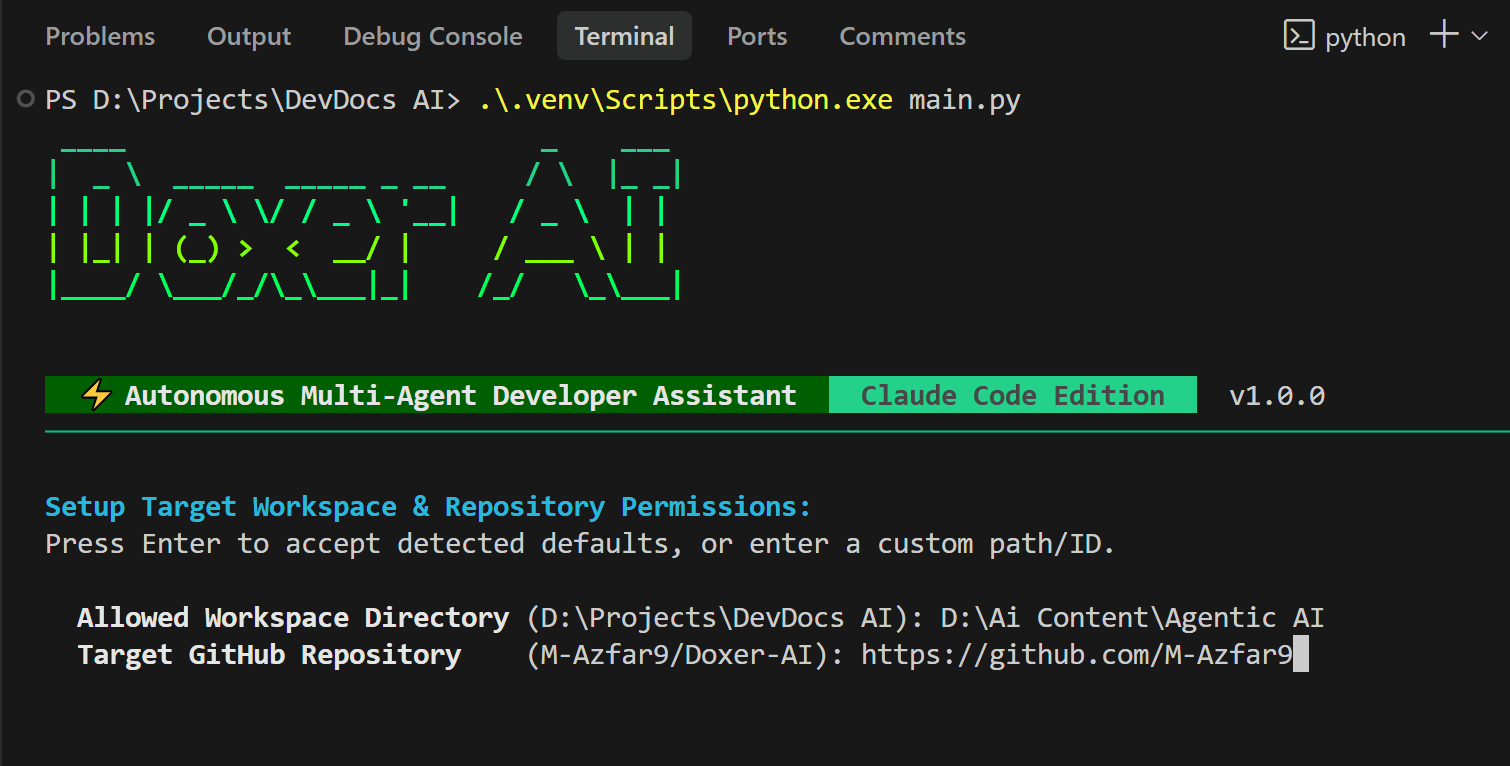 Problems Output Debug Console Terminal Ports Comments python
PS D:\Projects\DevDocs AI> .\.venv\Scripts\python.exe main.py
Doxer AI
⚡ Autonomous Multi-Agent Developer Assistant Claude Code Edition v1.0.0
Setup Target Workspace & Repository Permissions:
Press Enter to accept detected defaults, or enter a custom path/ID.
Allowed Workspace Directory (D:\Projects\DevDocs AI): D:\Ai Content\Agentic AI
Target GitHub Repository (M-Azfar9/Doxer-AI): https://github.com/M-Azfar9